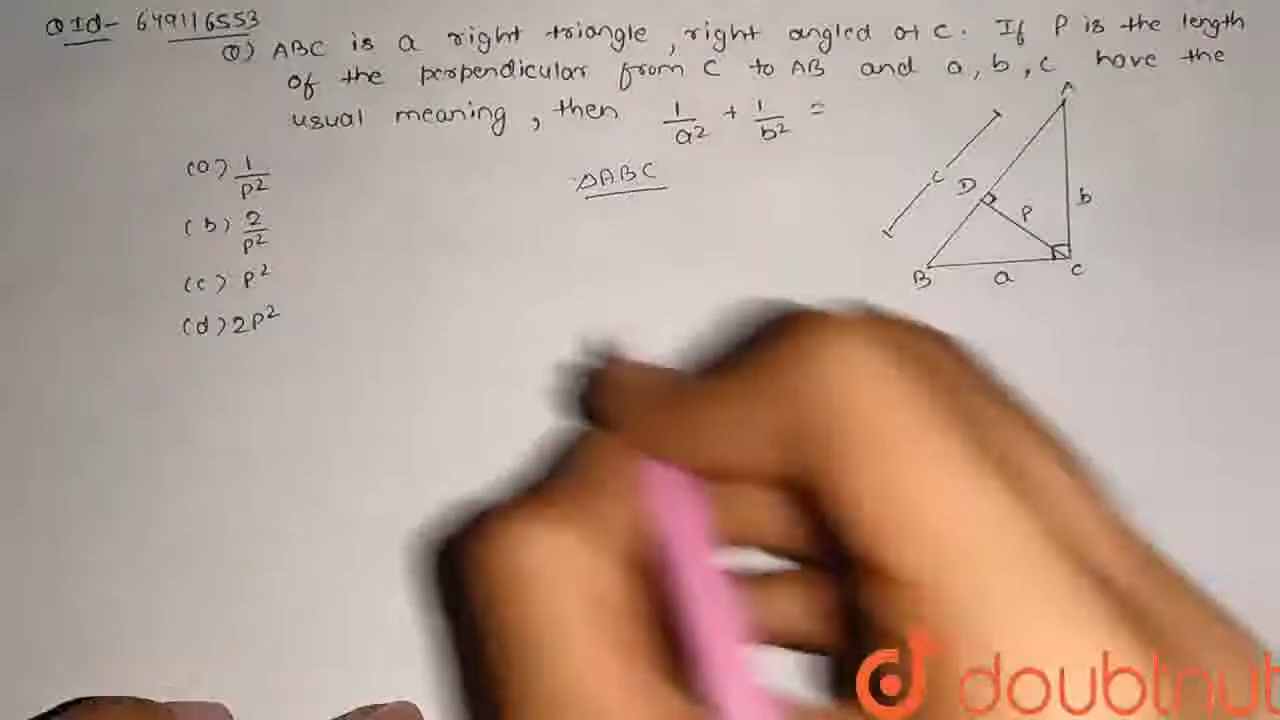 QId- 649116553
Q) ABC is a right triangle, right angled at C. If P is the length
of the perpendicular from C to AB and a, b, c have the
usual meaning, then 1/a² + 1/b² =
(a) 1/P²
(b) 2/P²
(c) P²
(d) 2P²
ΔABC
A
C
D
P
b
B
a
C
doubtnut